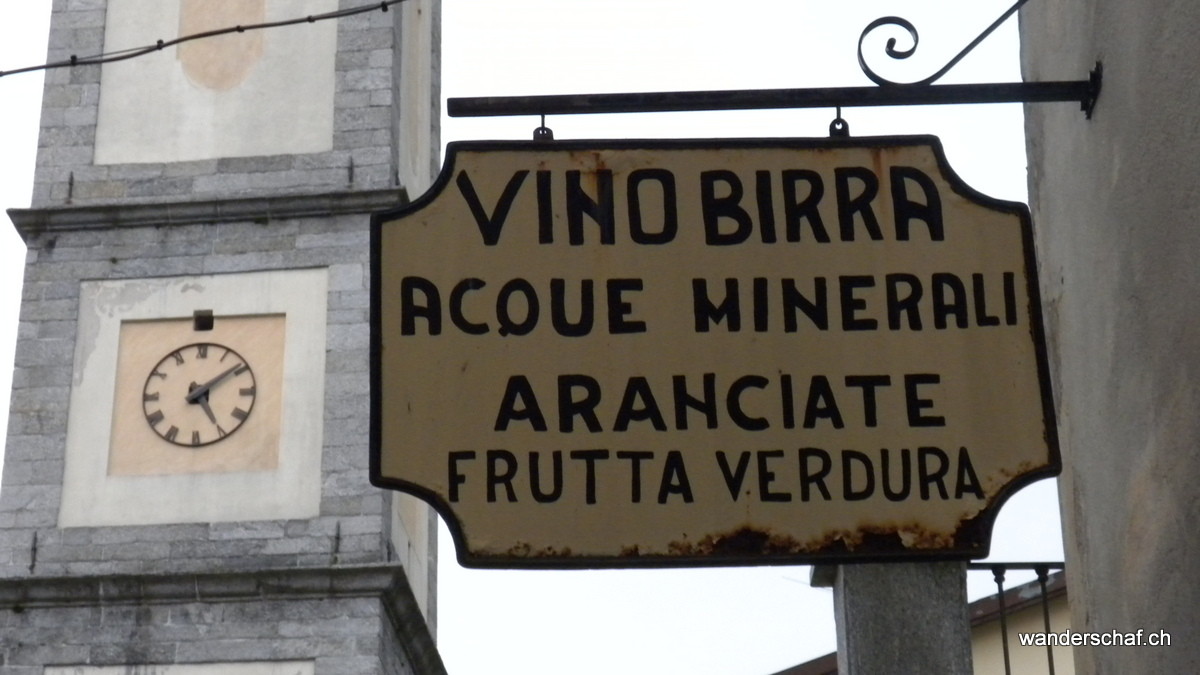 VINO BIRRA
ACQUE MINERALI
ARANCIATE
FRUTTA VERDURA
wanderschaf.ch